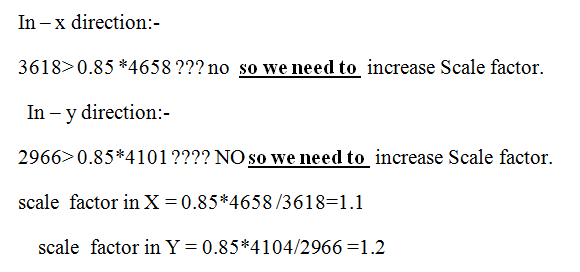 In – x direction:-
3618> 0.85 *4658 ??? no so we need to increase Scale factor.
In – y direction:-
2966> 0.85*4101 ???? NO so we need to increase Scale factor.
scale factor in X = 0.85*4658 /3618=1.1
scale factor in Y = 0.85*4104/2966 =1.2